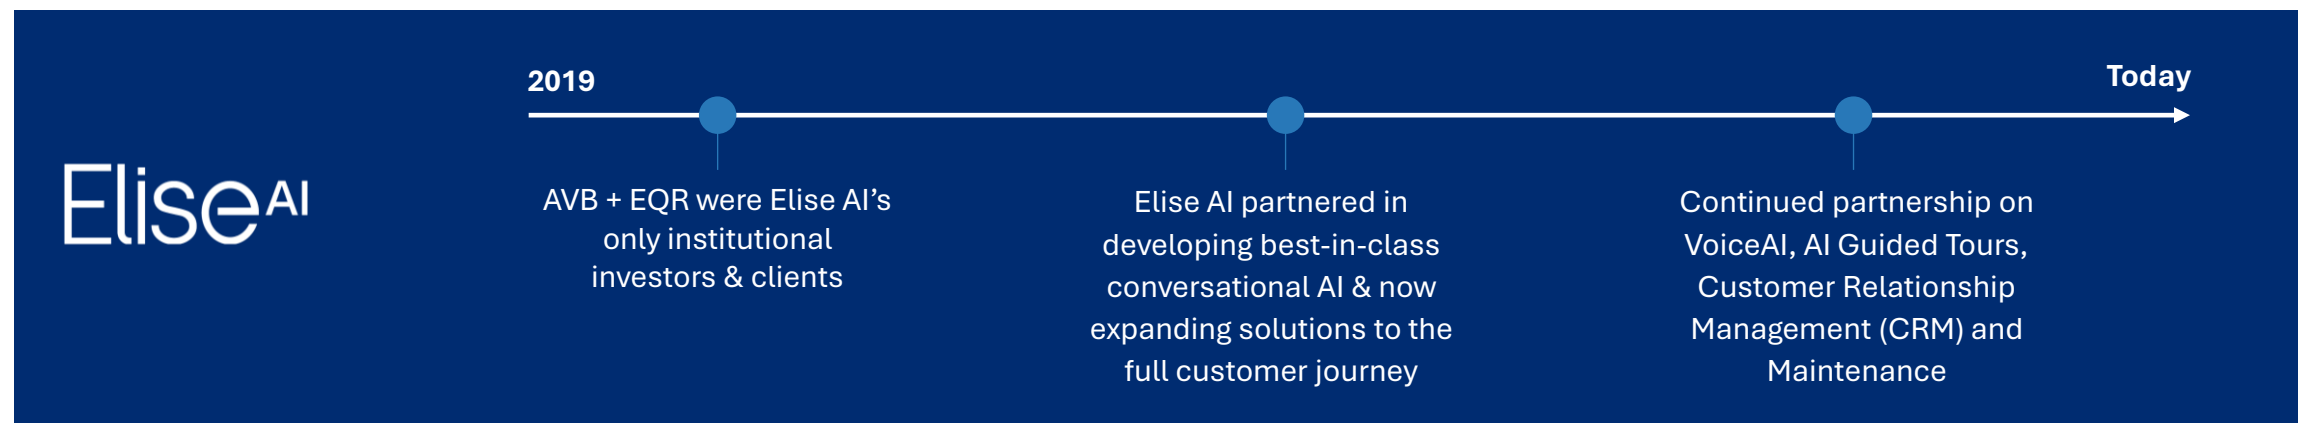 2019
Today
EliseAI
AVB + EQR were Elise AI’s
only institutional
investors & clients
Elise AI partnered in
developing best-in-class
conversational AI & now
expanding solutions to the
full customer journey
Continued partnership on
VoiceAI, AI Guided Tours,
Customer Relationship
Management (CRM) and
Maintenance